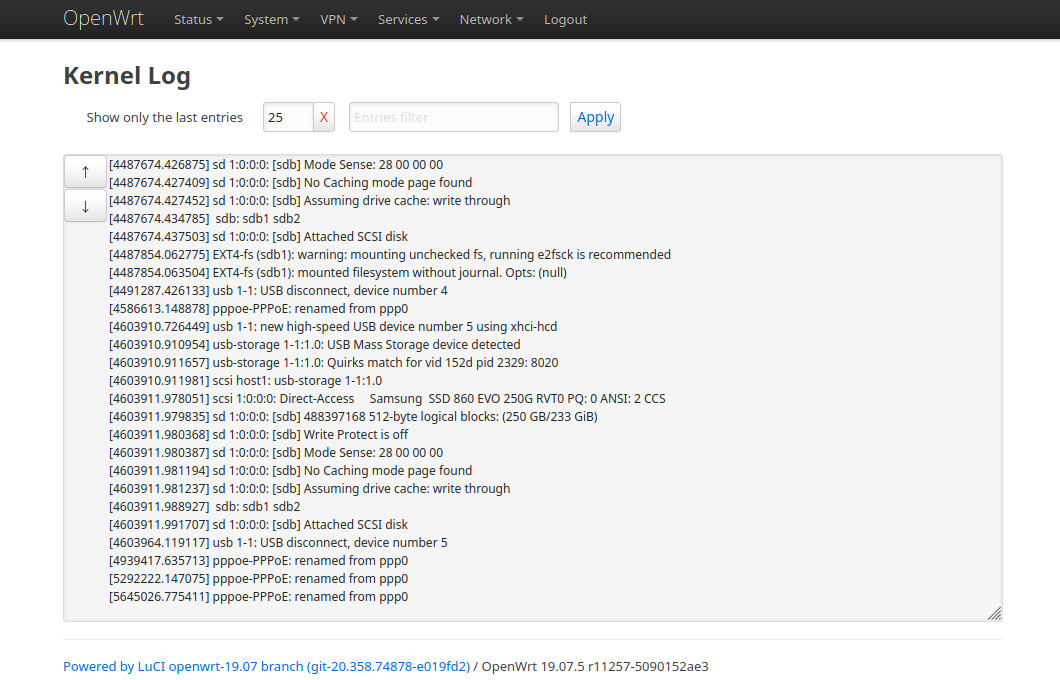 OpenWrt Status System VPN Services Network Logout
Kernel Log
Show only the last entries 25 X Entries filter Apply
↑
↓
[4487674.426875] sd 1:0:0:0: [sdb] Mode Sense: 28 00 00 00
[4487674.427409] sd 1:0:0:0: [sdb] No Caching mode page found
[4487674.427452] sd 1:0:0:0: [sdb] Assuming drive cache: write through
[4487674.434785]  sdb: sdb1 sdb2
[4487674.437503] sd 1:0:0:0: [sdb] Attached SCSI disk
[4487854.062775] EXT4-fs (sdb1): warning: mounting unchecked fs, running e2fsck is recommended
[4487854.063504] EXT4-fs (sdb1): mounted filesystem without journal. Opts: (null)
[4491287.426133] usb 1-1: USB disconnect, device number 4
[4586613.148878] pppoe-PPPoE: renamed from ppp0
[4603910.726449] usb 1-1: new high-speed USB device number 5 using xhci-hcd
[4603910.910954] usb-storage 1-1:1.0: USB Mass Storage device detected
[4603910.911657] usb-storage 1-1:1.0: Quirks match for vid 152d pid 2329: 8020
[4603910.911981] scsi host1: usb-storage 1-1:1.0
[4603911.978051] scsi 1:0:0:0: Direct-Access     Samsung  SSD 860 EVO 250G RVT0 PQ: 0 ANSI: 2 CCS
[4603911.979835] sd 1:0:0:0: [sdb] 488397168 512-byte logical blocks: (250 GB/233 GiB)
[4603911.980368] sd 1:0:0:0: [sdb] Write Protect is off
[4603911.980387] sd 1:0:0:0: [sdb] Mode Sense: 28 00 00 00
[4603911.981194] sd 1:0:0:0: [sdb] No Caching mode page found
[4603911.981237] sd 1:0:0:0: [sdb] Assuming drive cache: write through
[4603911.988927]  sdb: sdb1 sdb2
[4603911.991707] sd 1:0:0:0: [sdb] Attached SCSI disk
[4603964.119117] usb 1-1: USB disconnect, device number 5
[4939417.635713] pppoe-PPPoE: renamed from ppp0
[5292222.147075] pppoe-PPPoE: renamed from ppp0
[5645026.775411] pppoe-PPPoE: renamed from ppp0
Powered by LuCI openwrt-19.07 branch (git-20.358.74878-e019fd2) / OpenWrt 19.07.5 r11257-5090152ae3